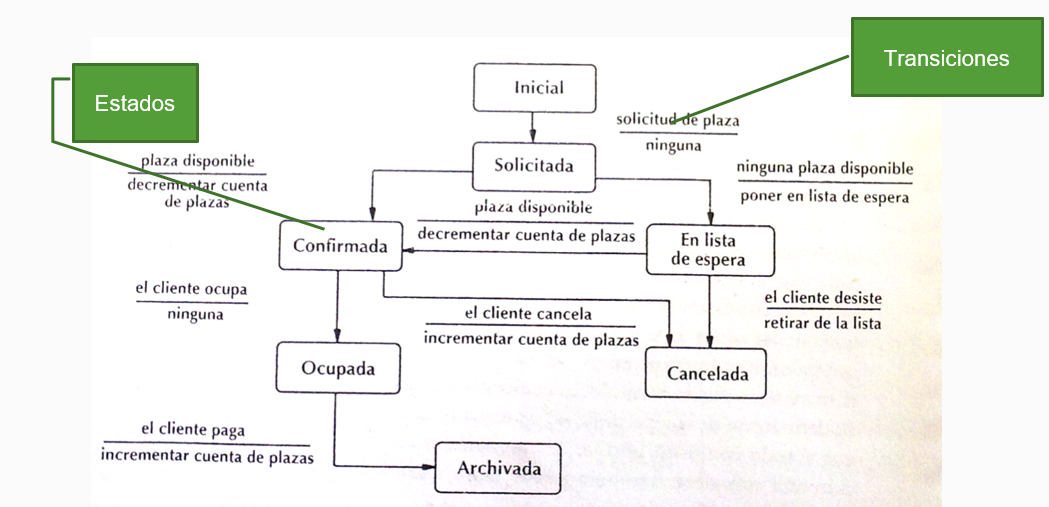 Transiciones
Estados
Inicial
solicitud de plaza
ninguna
Solicitada
plaza disponible
decrementar cuenta
de plazas
ninguna plaza disponible
poner en lista de espera
plaza disponible
decrementar cuenta de plazas
Confirmada
En lista
de espera
el cliente ocupa
ninguna
el cliente cancela
incrementar cuenta de plazas
el cliente desiste
retirar de la lista
Ocupada
Cancelada
el cliente paga
incrementar cuenta de plazas
Archivada